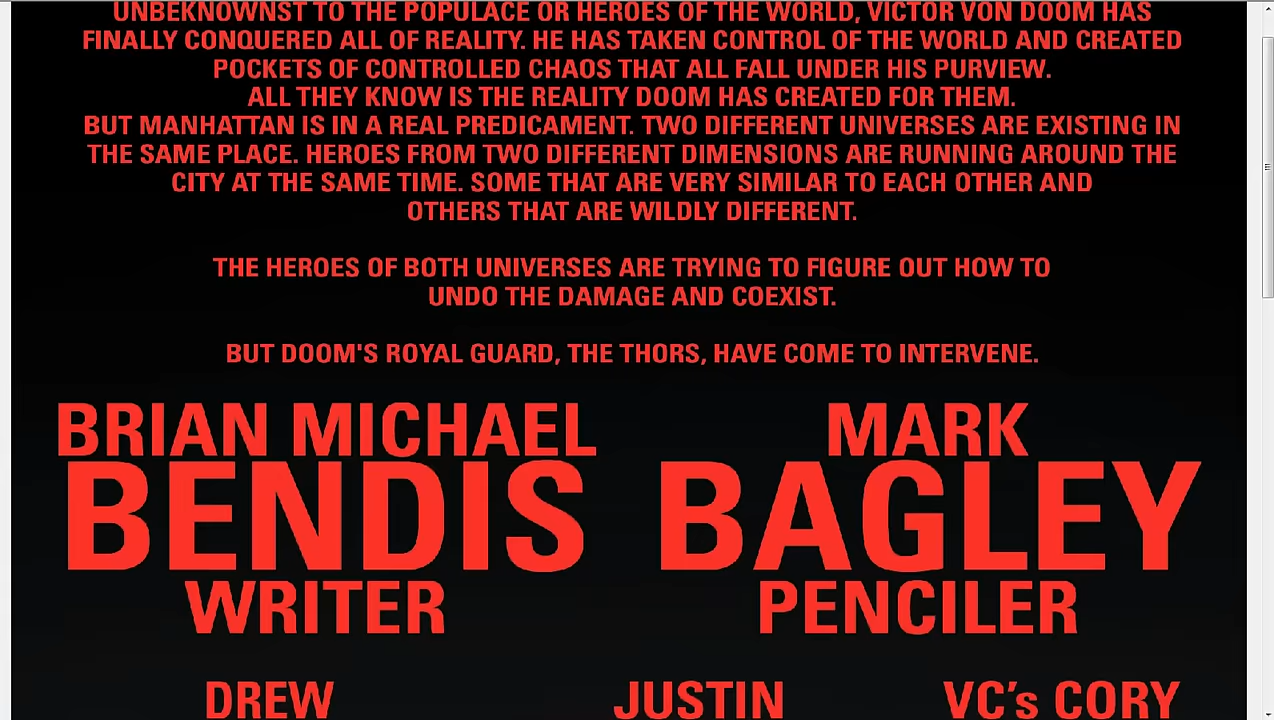 UNBEKNOWNST TO THE POPULACE OR HEROES OF THE WORLD, VICTOR VON DOOM HAS
FINALLY CONQUERED ALL OF REALITY. HE HAS TAKEN CONTROL OF THE WORLD AND CREATED
POCKETS OF CONTROLLED CHAOS THAT ALL FALL UNDER HIS PURVIEW.
ALL THEY KNOW IS THE REALITY DOOM HAS CREATED FOR THEM.
BUT MANHATTAN IS IN A REAL PREDICAMENT. TWO DIFFERENT UNIVERSES ARE EXISTING IN
THE SAME PLACE. HEROES FROM TWO DIFFERENT DIMENSIONS ARE RUNNING AROUND THE
CITY AT THE SAME TIME. SOME THAT ARE VERY SIMILAR TO EACH OTHER AND
OTHERS THAT ARE WILDLY DIFFERENT.
THE HEROES OF BOTH UNIVERSES ARE TRYING TO FIGURE OUT HOW TO
UNDO THE DAMAGE AND COEXIST.
BUT DOOM'S ROYAL GUARD, THE THORS, HAVE COME TO INTERVENE.
BRIAN MICHAEL
BENDIS
WRITER
MARK
BAGLEY
PENCILER
DREW
JUSTIN
VC's CORY